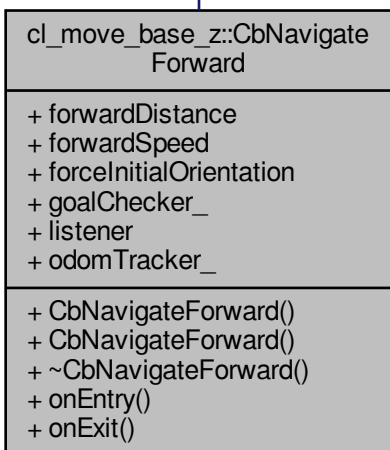 cl_move_base_z::CbNavigate
Forward
+ forwardDistance
+ forwardSpeed
+ forceInitialOrientation
+ goalChecker_
+ listener
+ odomTracker_
+ CbNavigateForward()
+ CbNavigateForward()
+ ~CbNavigateForward()
+ onEntry()
+ onExit()